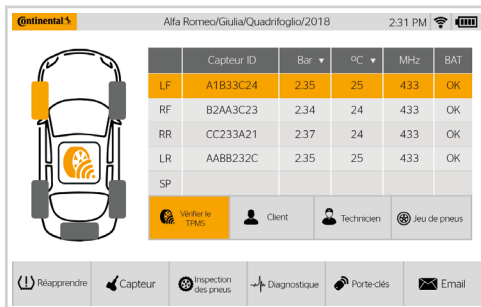 Continental
Alfa Romeo/Giulia/Quadrifoglio/2018 2:31 PM
Capteur ID Bar ▼ ºC ▼ MHz BAT
LF A1B33C24 2.35 25 433 OK
RF B2AA3C23 2.34 24 433 OK
RR CC233A21 2.37 24 433 OK
LR AABB232C 2.35 25 433 OK
SP
Vérifier le
TPMS
Client
Technicien
Jeu de pneus
Réapprendre
Capteur
Inspection
des pneus
Diagnostique
Porte-clés
Email